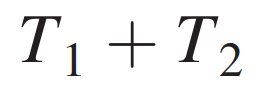 T₁ + T₂